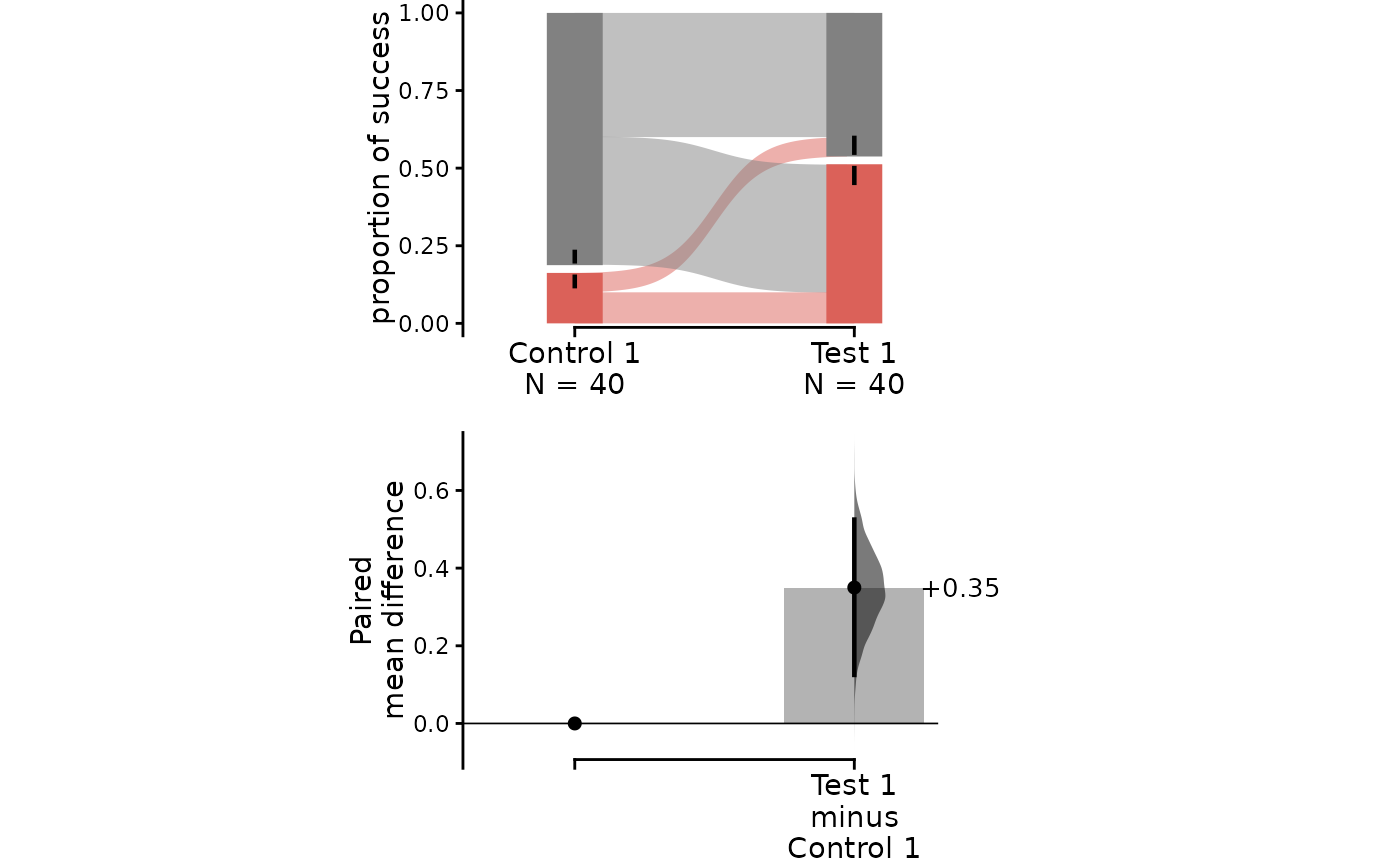 proportion of success
1.00
0.75
0.50
0.25
0.00
Control 1
N = 40
Test 1
N = 40
Paired
mean difference
0.6
0.4
0.2
0.0
+0.35
Test 1
minus
Control 1